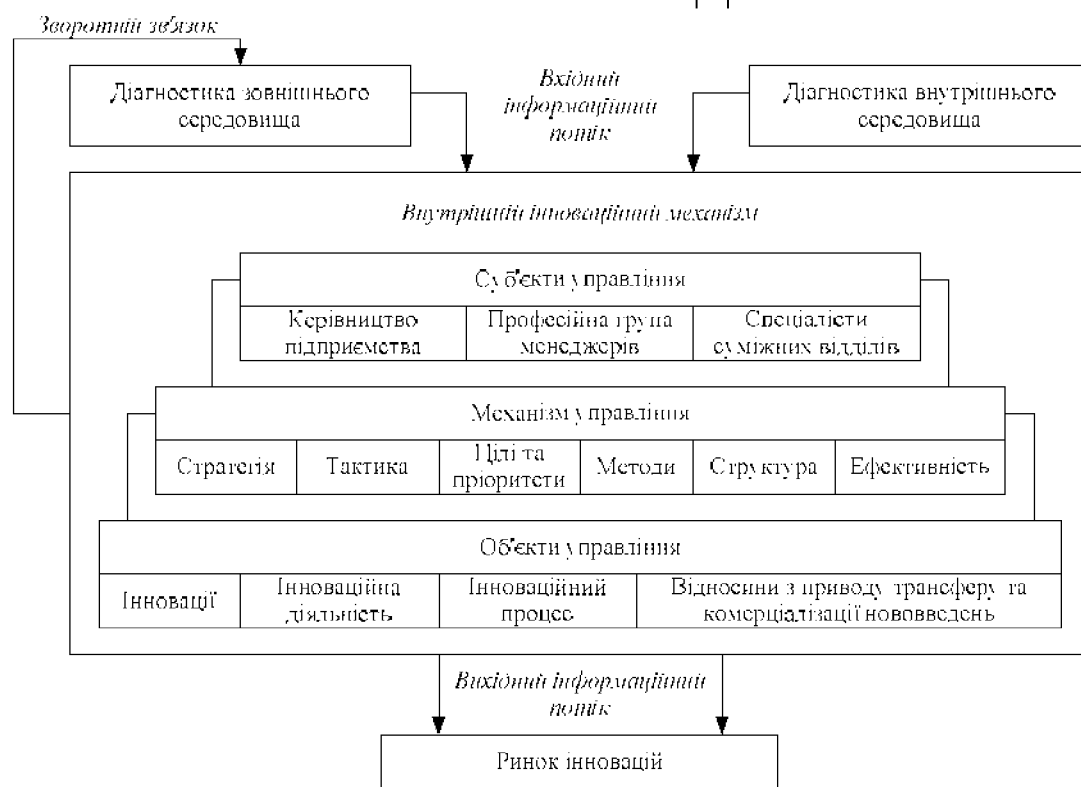 Зворотний зв'язок
Діагностика зовнішнього
середовища
Вхідний
інформаційний
потік
Діагностика внутрішнього
середовища
Внутрішній інноваційний механізм
Суб'єкти управління
Керівництво
підприємства
Професійна група
менеджерів
Спеціалісти
суміжних відділів
Механізм управління
Стратегія
Тактика
Цілі та
пріоритети
Методи
Структура
Ефективність
Об'єкти управління
Інновації
Інноваційна
діяльність
Інноваційний
процес
Відносини з приводу трансферу та
комерціалізації нововведень
Вихідний інформаційний
потік
Ринок інновацій